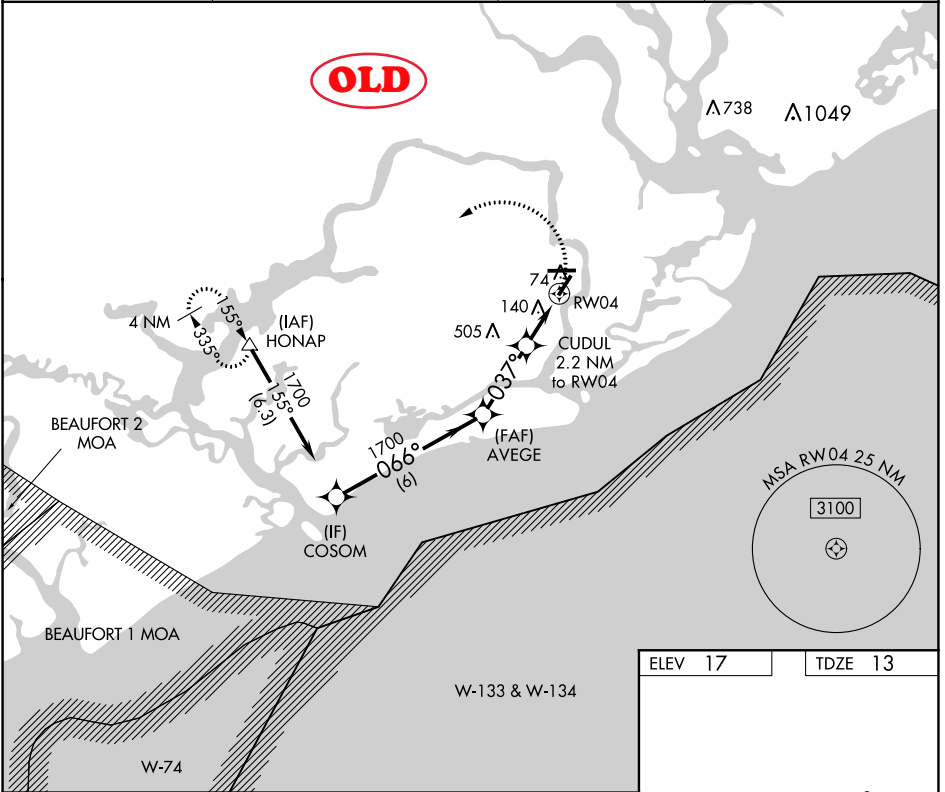 OLD
738
1049
74
RW04
140
505
CUDUL
2.2 NM
to RW04
4 NM
155°
335°
(IAF)
HONAP
1700
155°
(6.3)
037°
BEAUFORT 2
MOA
1700
066°
(6)
(FAF)
AVEGE
(IF)
COSOM
MSA RW04 25 NM
3100
BEAUFORT 1 MOA
W-133 & W-134
W-74
ELEV 17
TDZE 13